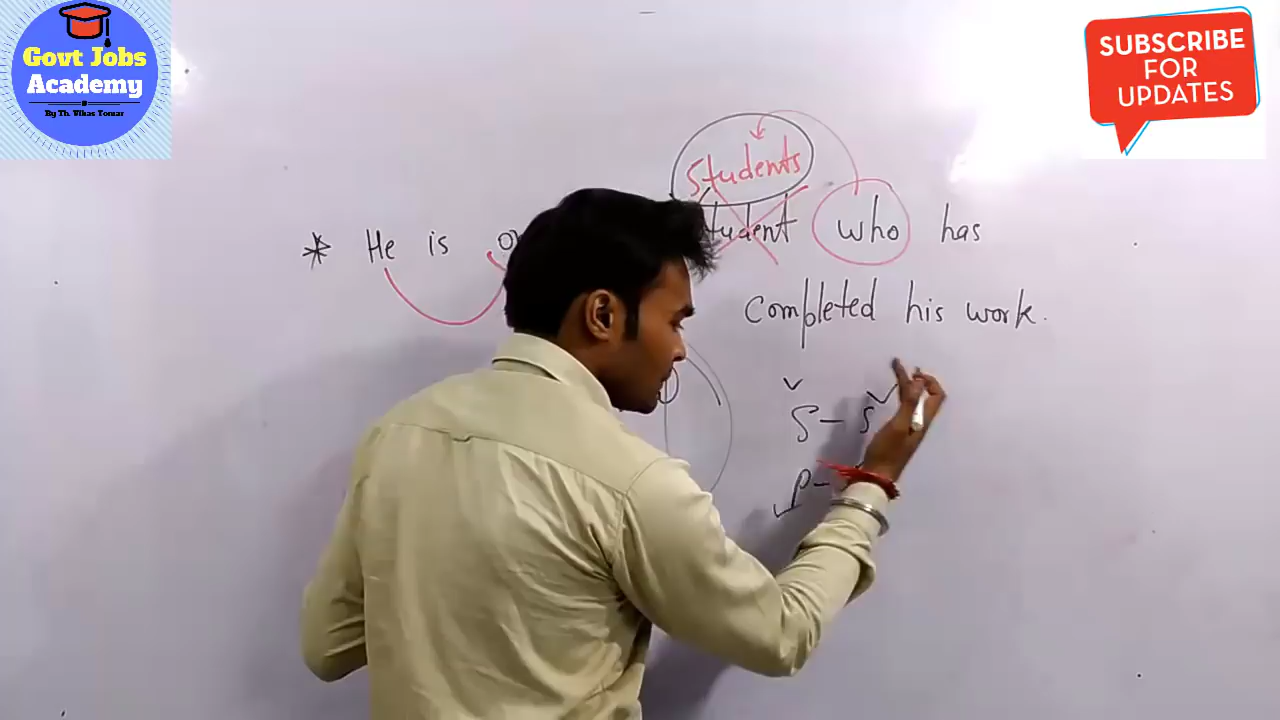 Govt Jobs
Academy
By Th. Vikas Tomar
SUBSCRIBE
FOR
UPDATES
students
* He is student who has
completed his work.
S - S
P -